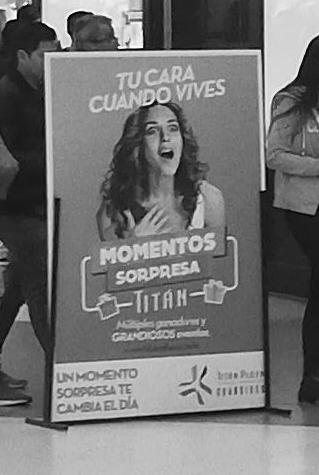 TU CARA
CUANDO VIVES
MOMENTOS
SORPRESA
TITÁN
Múltiples ganadores y
GRANDIOSOS eventos.
UN MOMENTO
SORPRESA TE
CAMBIA EL DÍA
TITÁN PLAZA